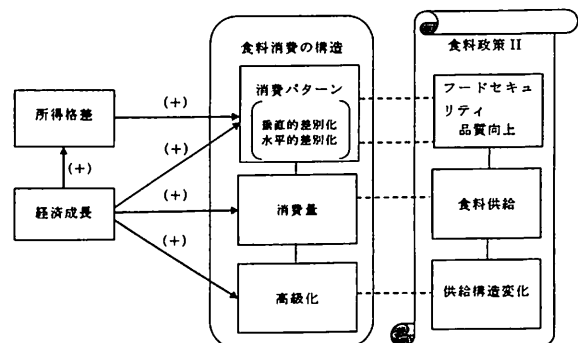 食料消費の構造
食料政策 II
消費パターン
垂直的差別化
水平的差別化
フードセキュ
リティ
品質向上
所得格差
(+)
(+)
(+)
経済成長
(+)
(+)
消費量
食料供給
高級化
供給構造変化